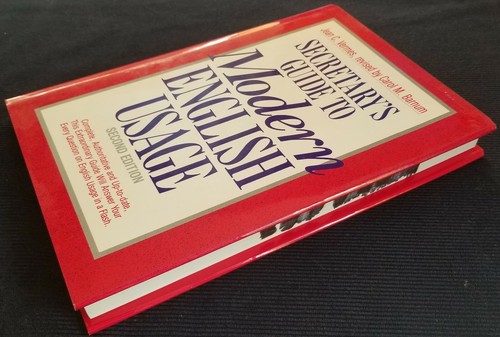 Jean C. Vermes, revised by Carol M. Barnum
SECRETARY'S
GUIDE TO
Modern
ENGLISH
USAGE
SECOND EDITION
Complete, Authoritative and Up-to-date,
This Extraordinary Guide Will Answer Your
Every Question on English Usage in a Flash.